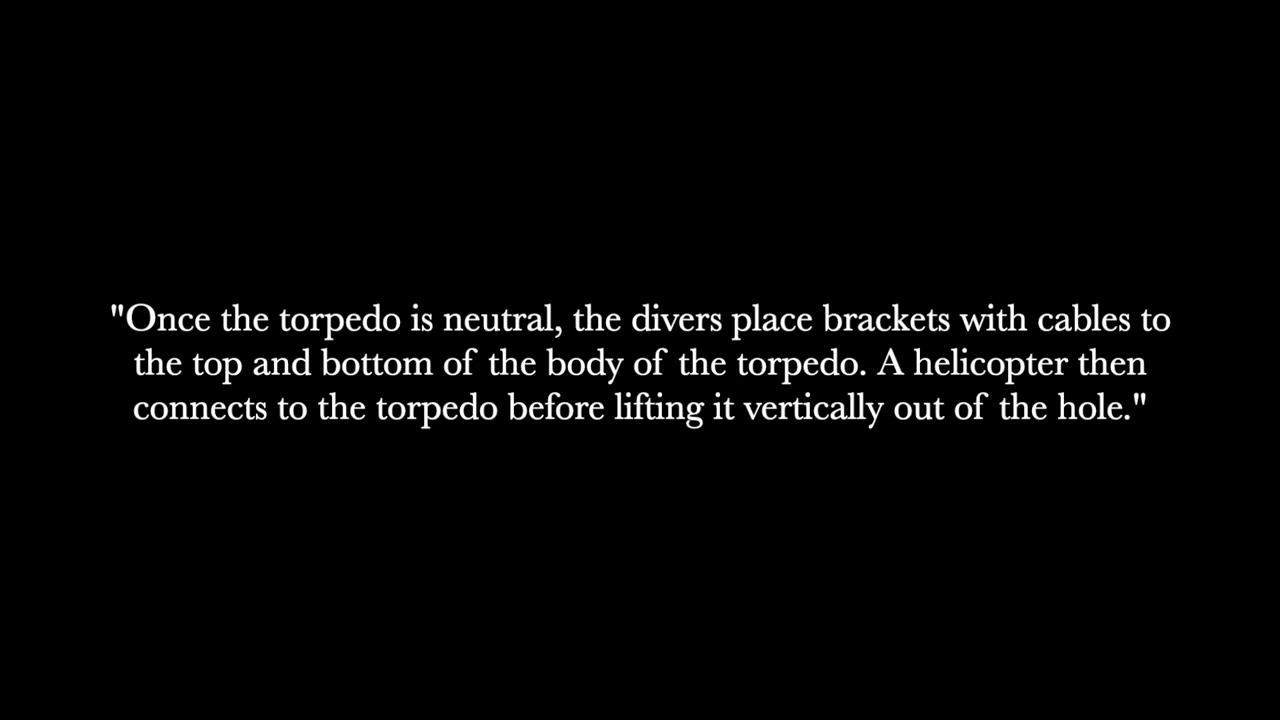 "Once the torpedo is neutral, the divers place brackets with cables to
the top and bottom of the body of the torpedo. A helicopter then
connects to the torpedo before lifting it vertically out of the hole."